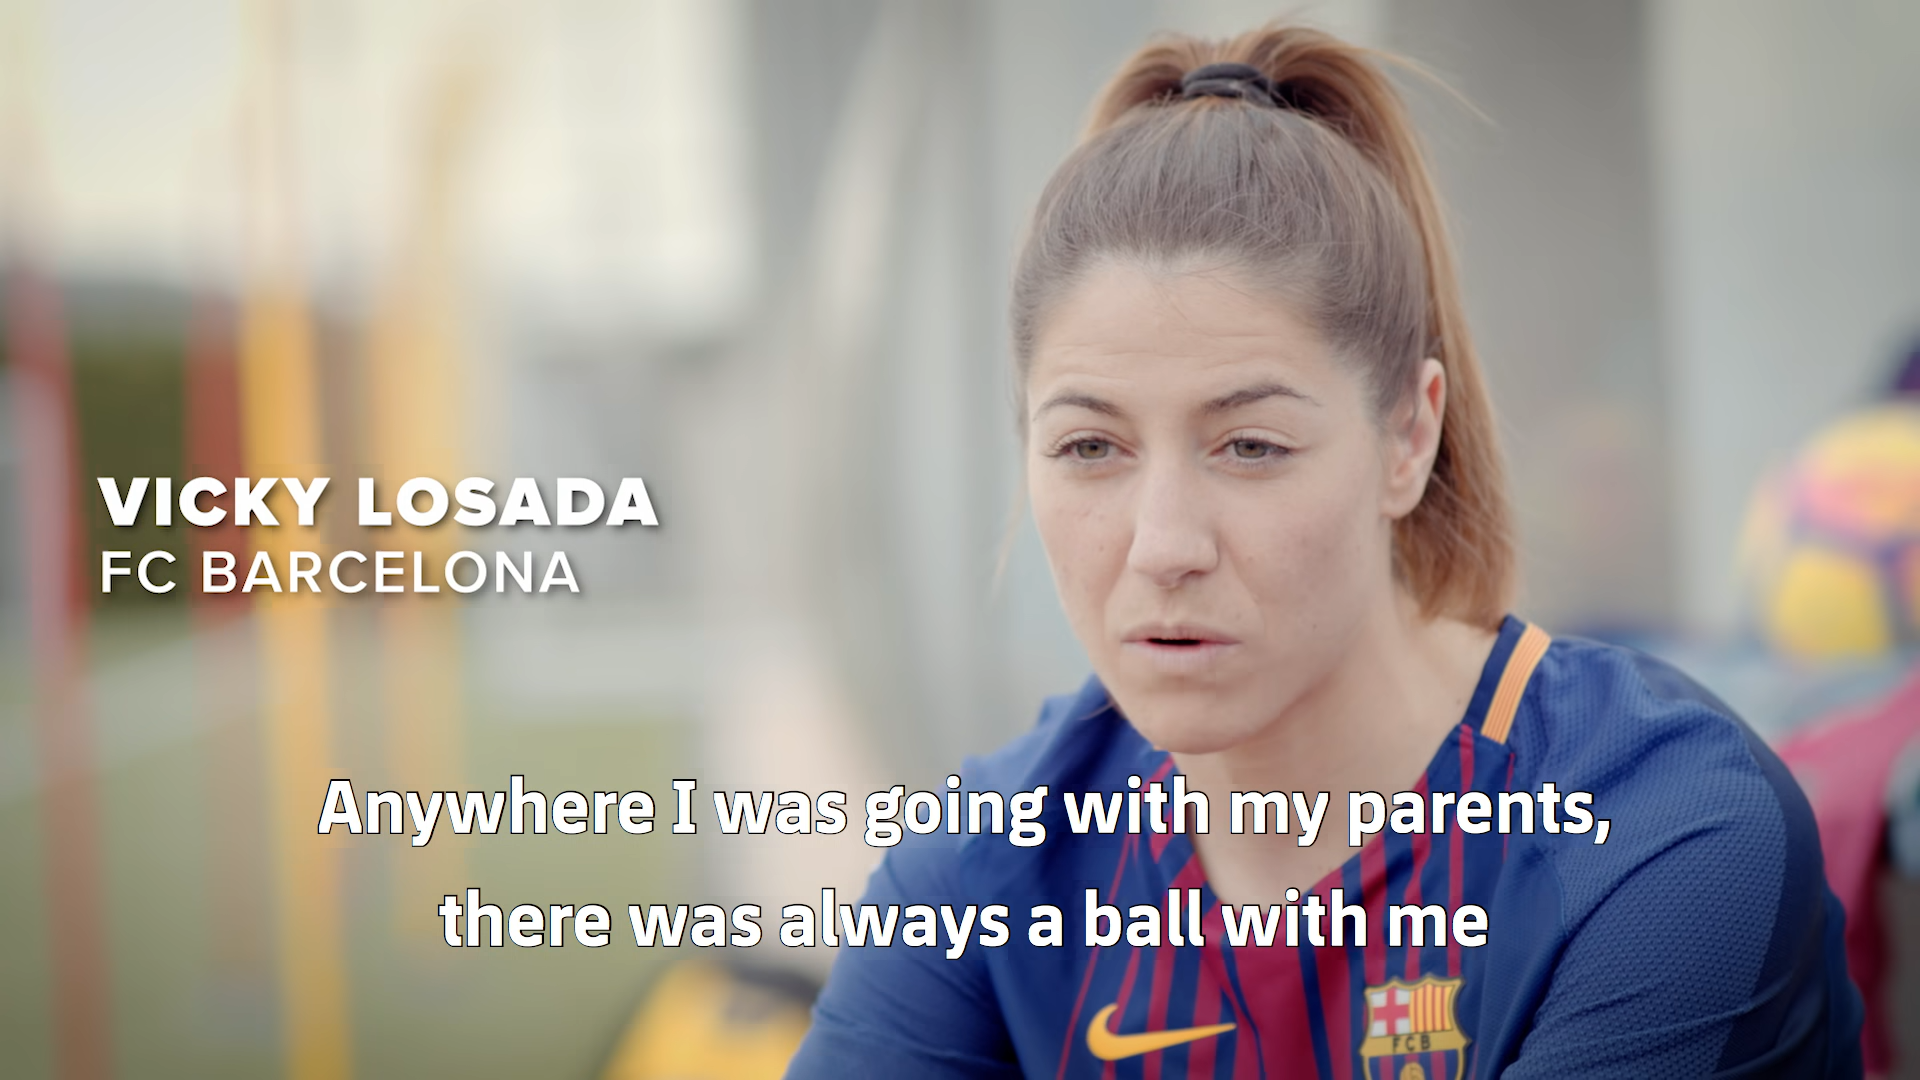 VICKY LOSADA
FC BARCELONA
Anywhere I was going with my parents,
there was always a ball with me
FCB